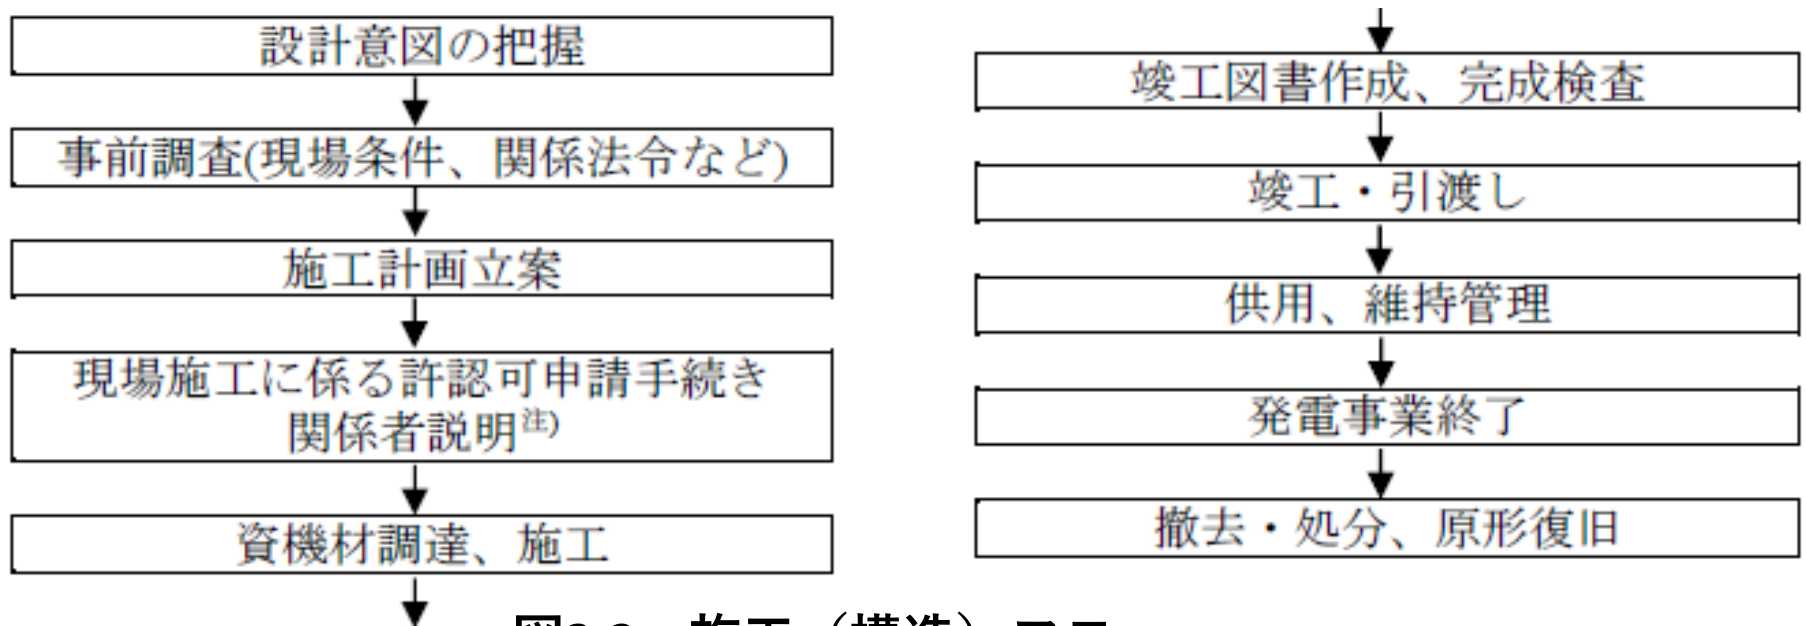 設計意図の把握
事前調査(現場条件、関係法令など)
施工計画立案
現場施工に係る許認可申請手続き
関係者説明注)
資機材調達、施工
竣工図書作成、完成検査
竣工・引渡し
供用、維持管理
発電事業終了
撤去・処分、原形復旧